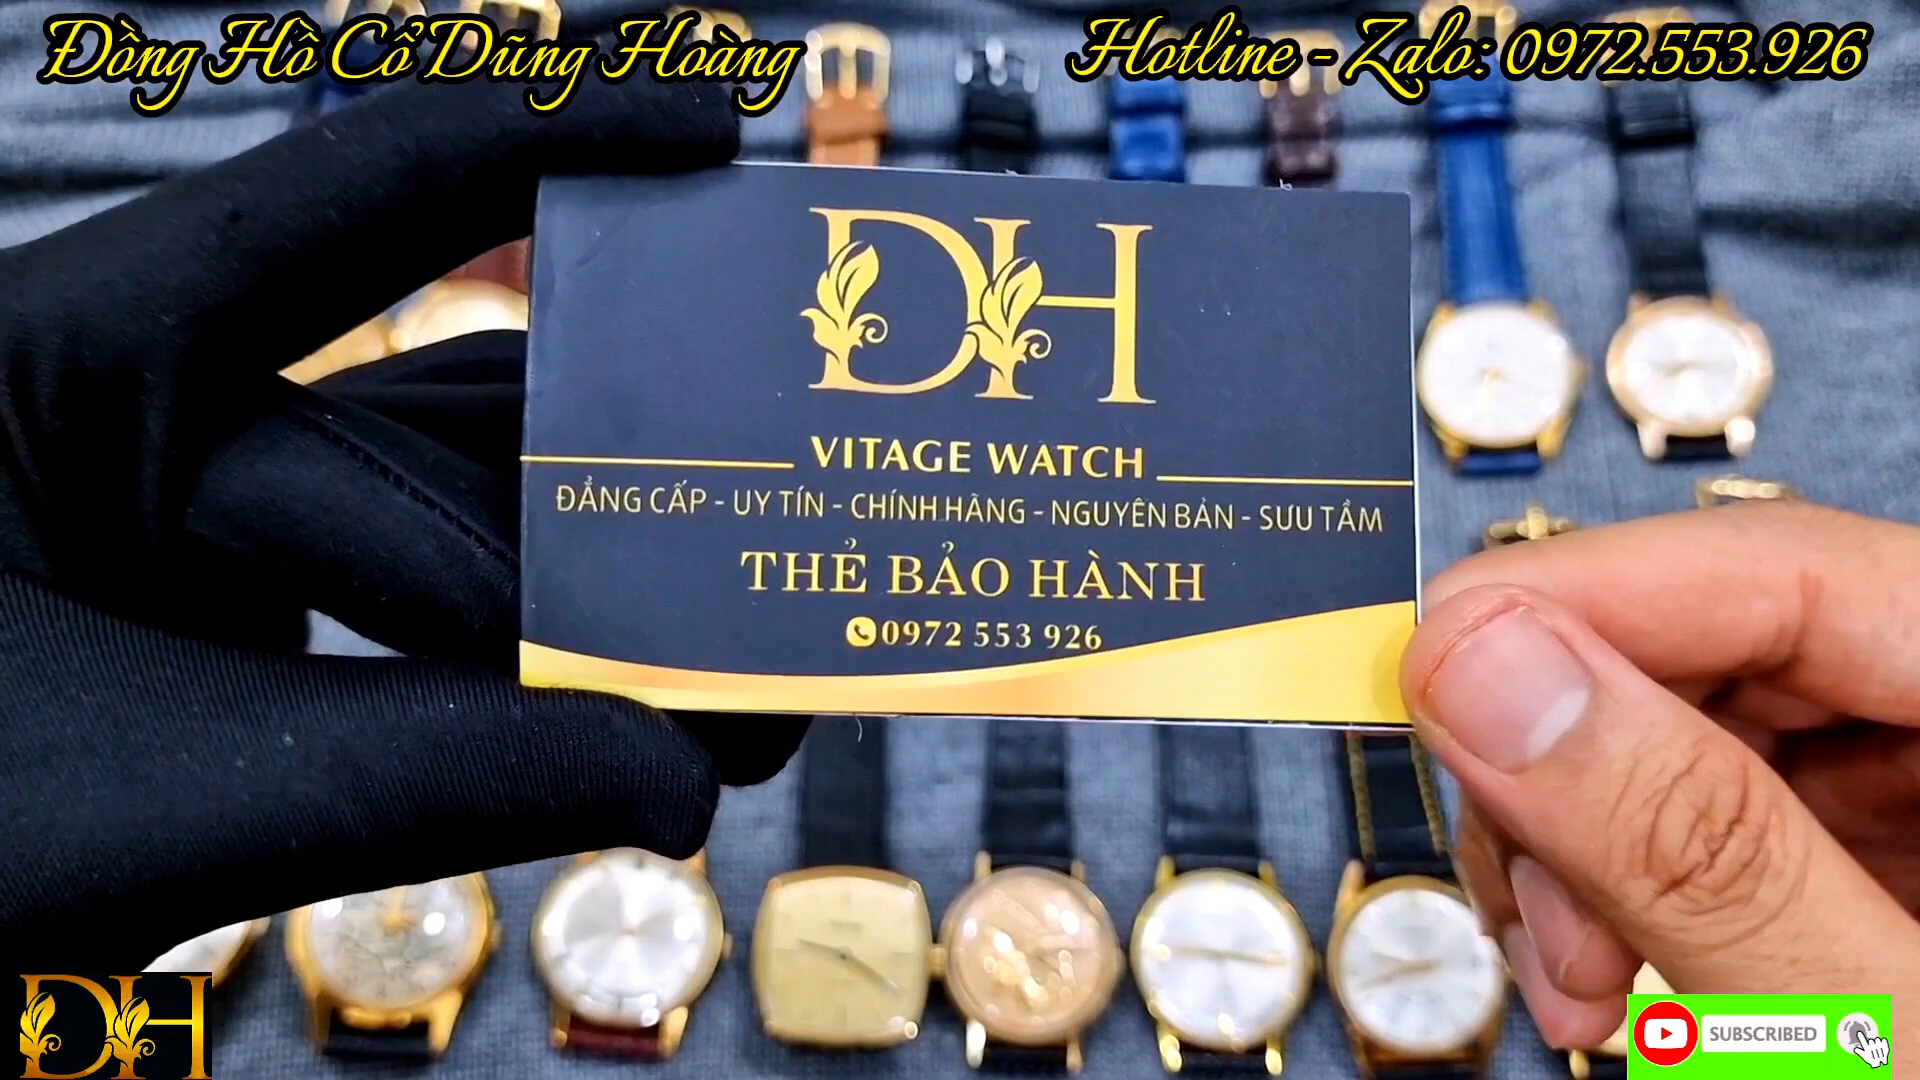 Đồng Hồ Cổ Dũng Hoàng
Hotline - Zalo: 0972.553.926
DH
VITAGE WATCH
ĐẲNG CẤP - UY TÍN - CHÍNH HÃNG - NGUYÊN BẢN - SƯU TẦM
THẺ BẢO HÀNH
0972 553 926
DH
SUBSCRIBED